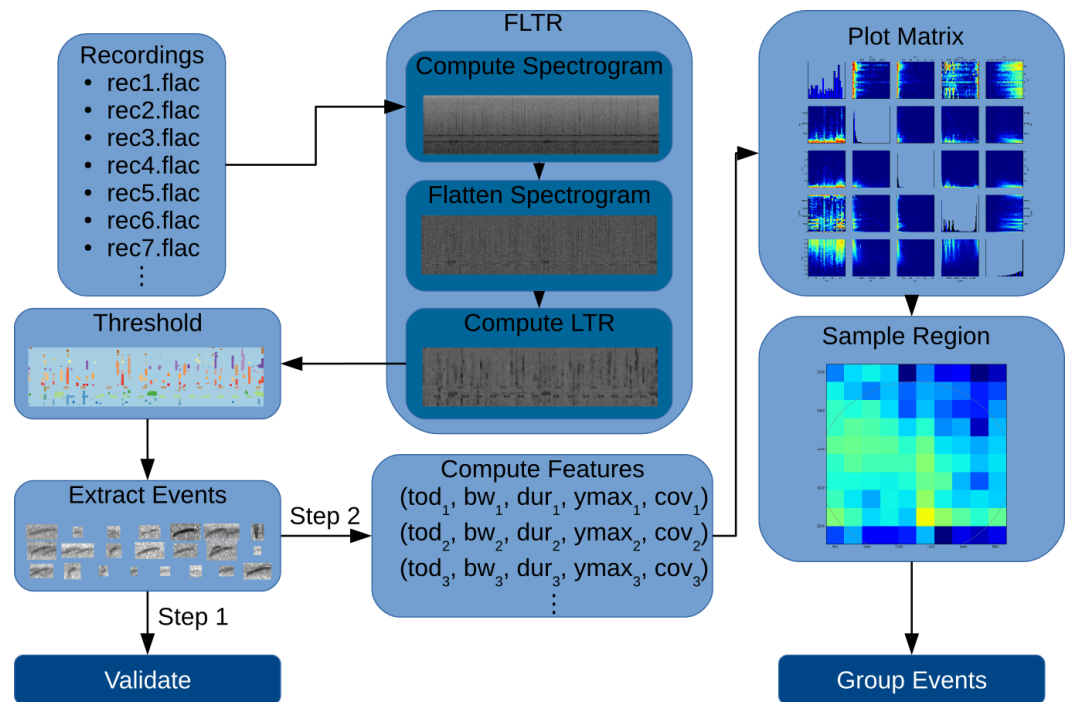 Recordings
• rec1.flac
• rec2.flac
• rec3.flac
• rec4.flac
• rec5.flac
• rec6.flac
• rec7.flac
⋮
FLTR
Compute Spectrogram
Flatten Spectrogram
Compute LTR
Threshold
Extract Events
Step 1
Validate
Step 2
Compute Features
(tod₁, bw₁, dur₁, ymax₁, cov₁)
(tod₂, bw₂, dur₂, ymax₂, cov₂)
(tod₃, bw₃, dur₃, ymax₃, cov₃)
⋮
Plot Matrix
Sample Region
Group Events